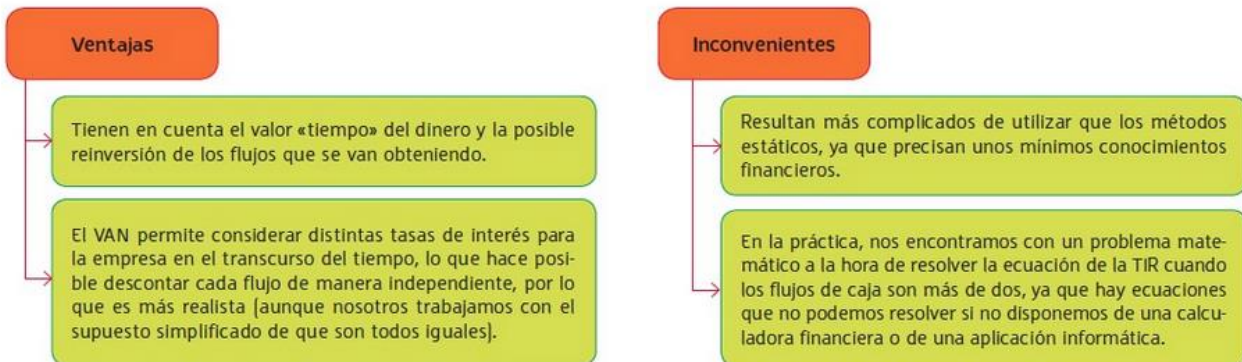 Ventajas
Tienen en cuenta el valor «tiempo» del dinero y la posible
reinversión de los flujos que se van obteniendo.
El VAN permite considerar distintas tasas de interés para
la empresa en el transcurso del tiempo, lo que hace posi-
ble descontar cada flujo de manera independiente, por lo
que es más realista (aunque nosotros trabajamos con el
supuesto simplificado de que son todos iguales).
Inconvenientes
Resultan más complicados de utilizar que los métodos
estáticos, ya que precisan unos mínimos conocimientos
financieros.
En la práctica, nos encontramos con un problema mate-
mático a la hora de resolver la ecuación de la TIR cuando
los flujos de caja son más de dos, ya que hay ecuaciones
que no podemos resolver si no disponemos de una calcu-
ladora financiera o de una aplicación informática.